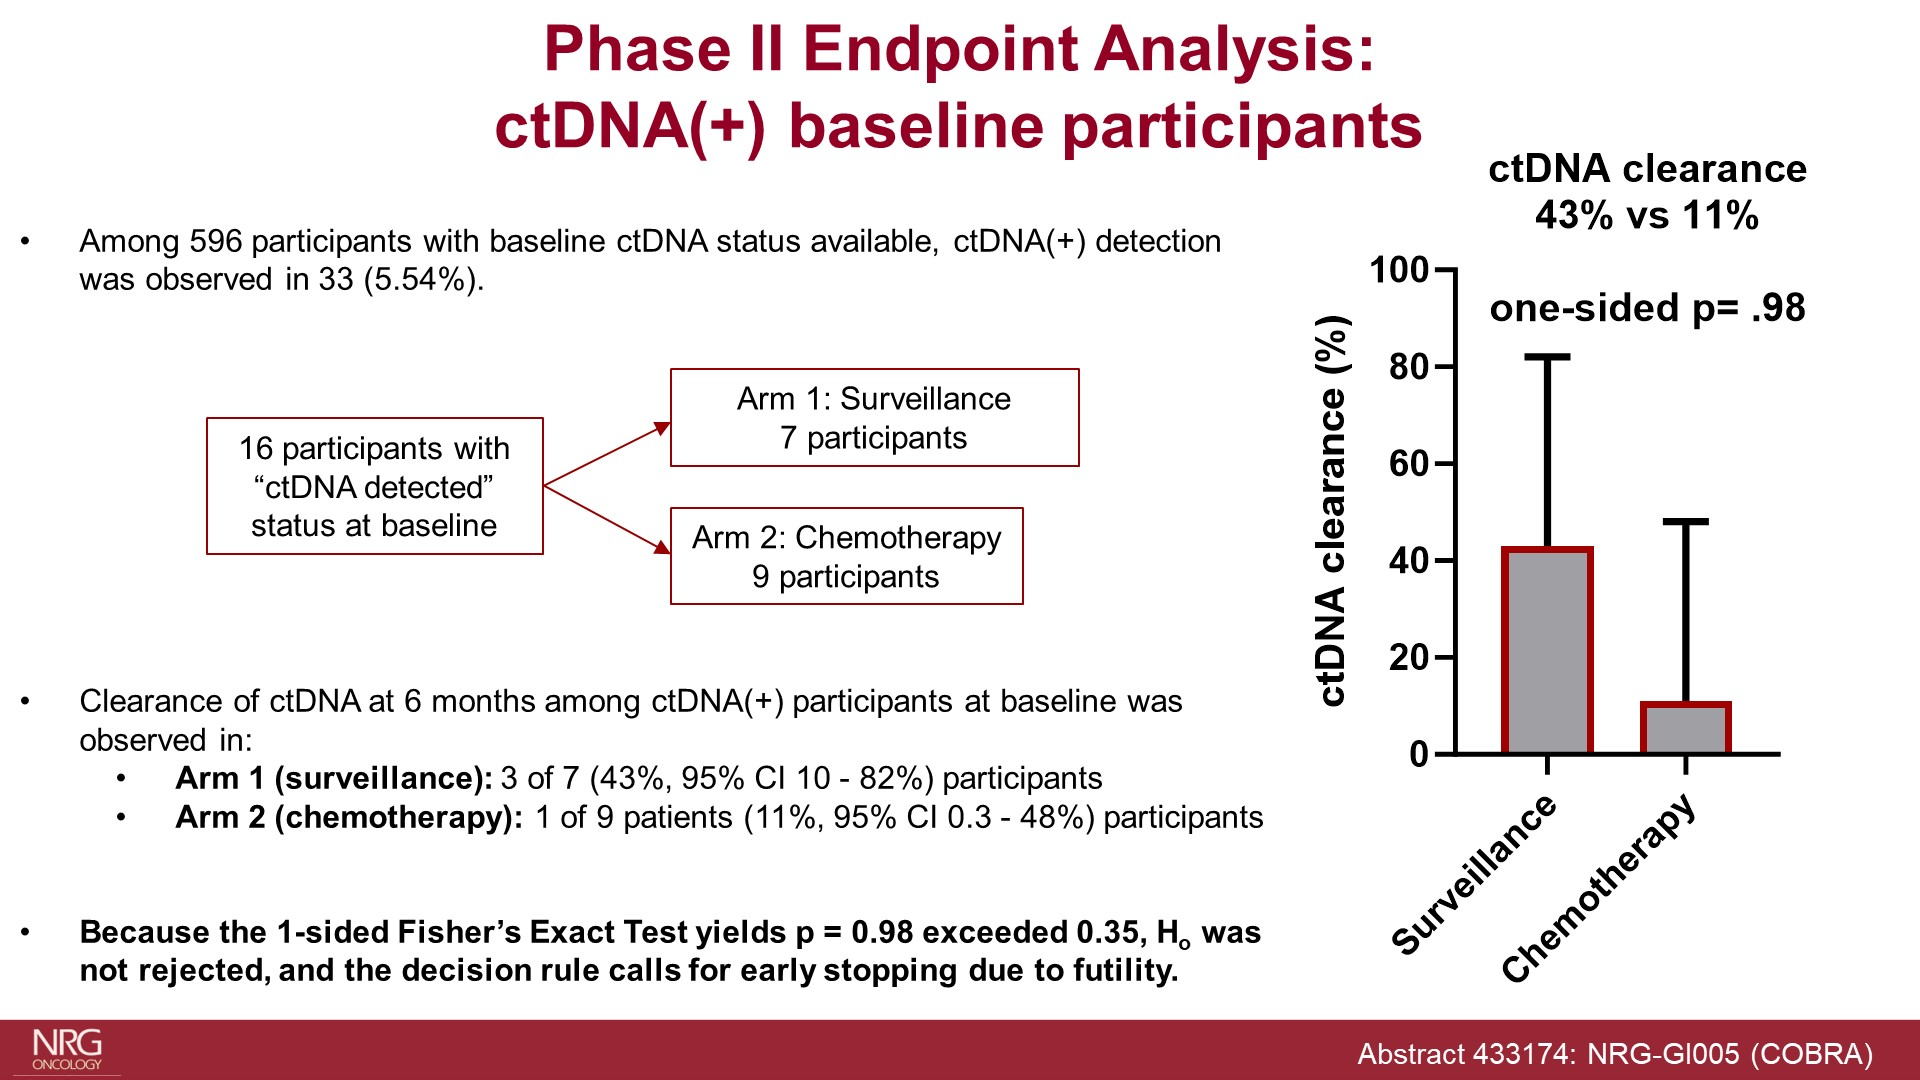 Phase II Endpoint Analysis:
ctDNA(+) baseline participants
• Among 596 participants with baseline ctDNA status available, ctDNA(+) detection
was observed in 33 (5.54%).
16 participants with
“ctDNA detected”
status at baseline
Arm 1: Surveillance
7 participants
Arm 2: Chemotherapy
9 participants
• Clearance of ctDNA at 6 months among ctDNA(+) participants at baseline was
observed in:
• Arm 1 (surveillance): 3 of 7 (43%, 95% CI 10 - 82%) participants
• Arm 2 (chemotherapy): 1 of 9 patients (11%, 95% CI 0.3 - 48%) participants
• Because the 1-sided Fisher’s Exact Test yields p = 0.98 exceeded 0.35, Ho was
not rejected, and the decision rule calls for early stopping due to futility.
ctDNA clearance
43% vs 11%
one-sided p= .98
ctDNA clearance (%)
100
80
60
40
20
0
Surveillance
Chemotherapy
NRG
ONCOLOGY
Abstract 433174: NRG-GI005 (COBRA)